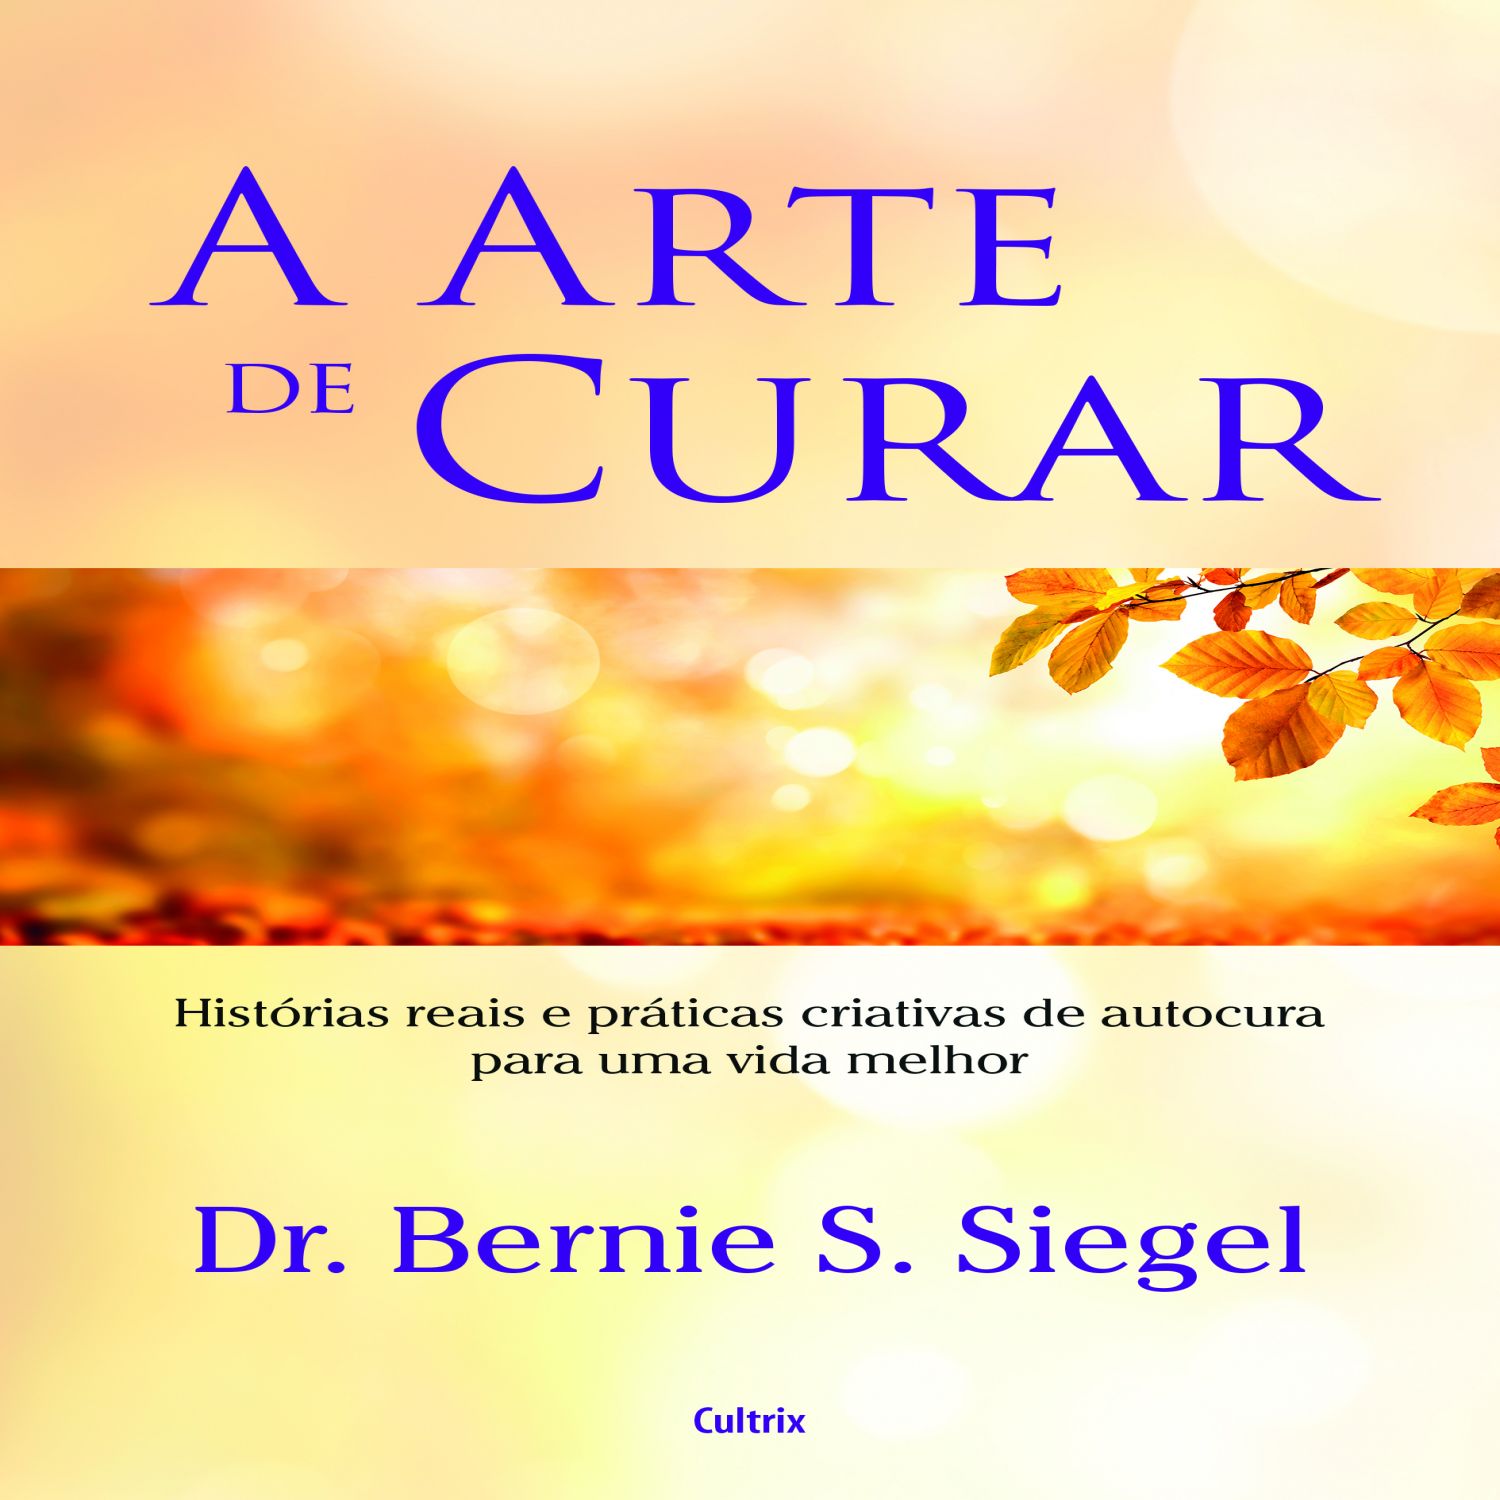 A ARTE
DE CURAR
Histórias reais e práticas criativas de autocura
para uma vida melhor
Dr. Bernie S. Siegel
Cultrix